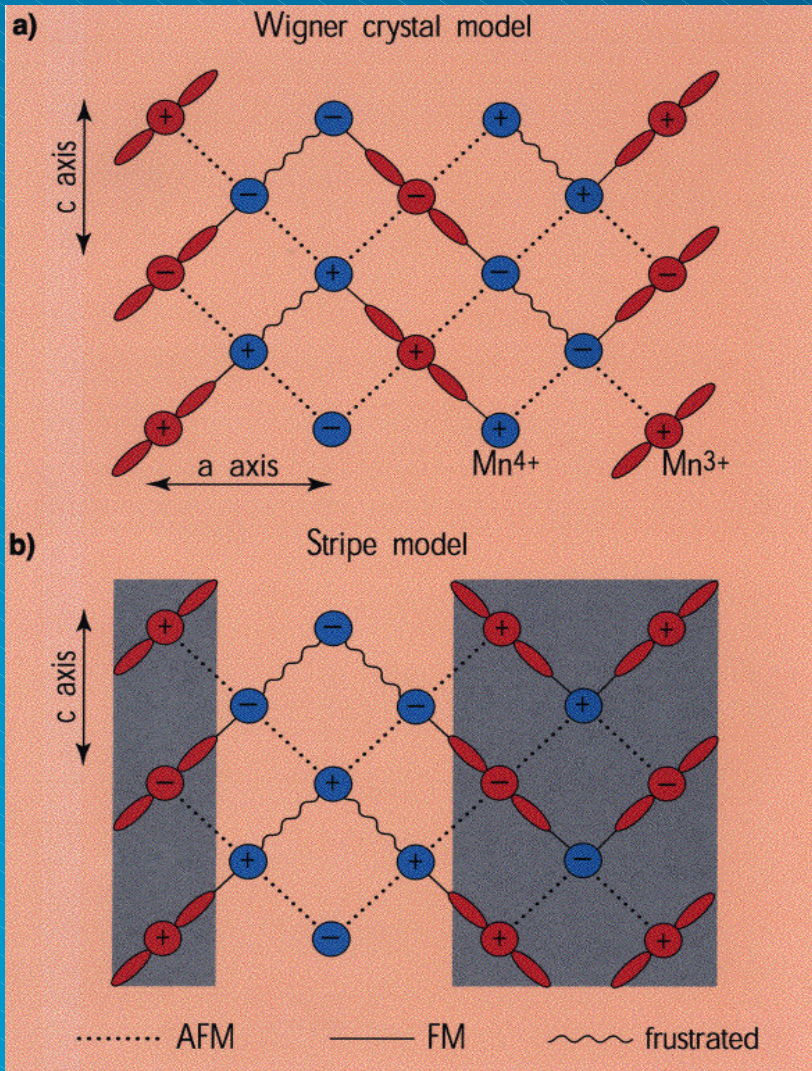 a) Wigner crystal model
+ − + +
c axis
− − +
− + − −
+ + −
+ − + +
a axis Mn4+ Mn3+
b) Stripe model
+ − + +
c axis
− − +
− + − −
+ + −
+ − + +
AFM FM frustrated